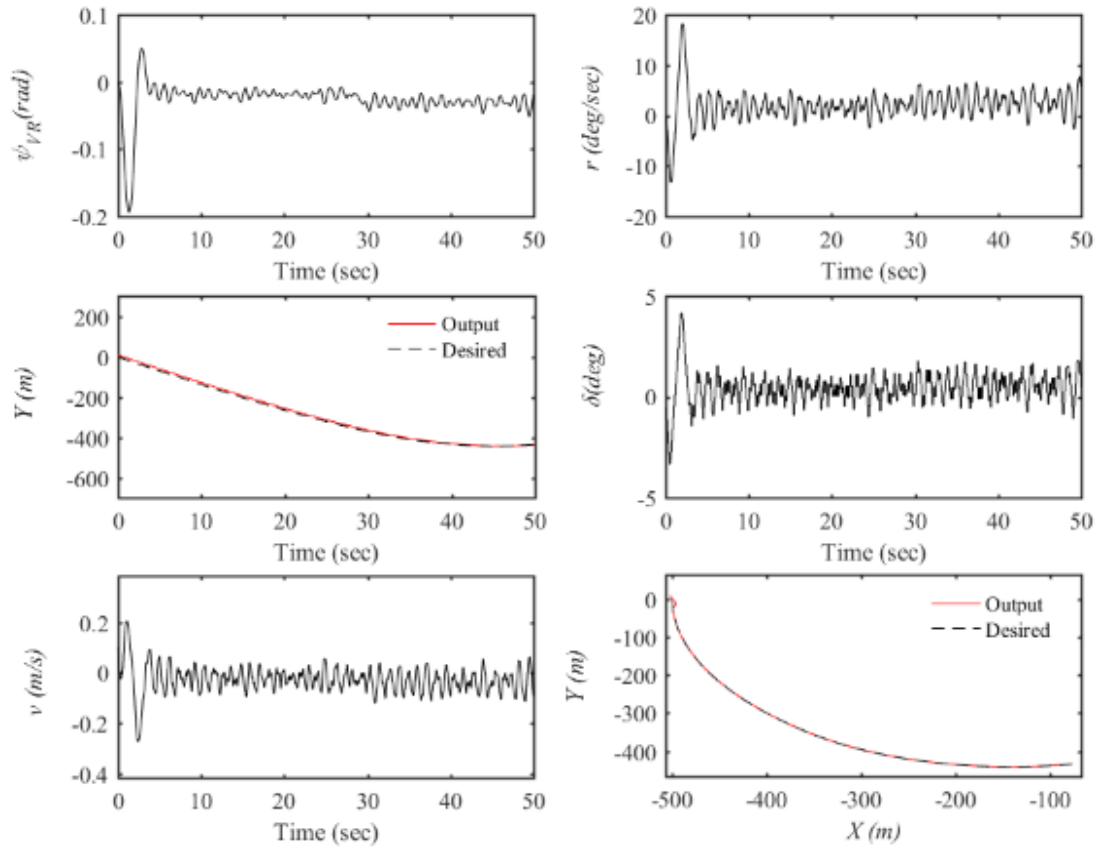 0.1
0
-0.1
-0.2
ψ_VR (rad)
0 10 20 30 40 50
Time (sec)
20
10
0
-10
-20
r (deg/sec)
0 10 20 30 40 50
Time (sec)
200
0
-200
-400
-600
Y (m)
Output
Desired
0 10 20 30 40 50
Time (sec)
5
0
-5
δ(deg)
0 10 20 30 40 50
Time (sec)
0.2
0
-0.2
-0.4
v (m/s)
0 10 20 30 40 50
Time (sec)
0
-100
-200
-300
-400
Y (m)
Output
Desired
-500 -400 -300 -200 -100
X (m)